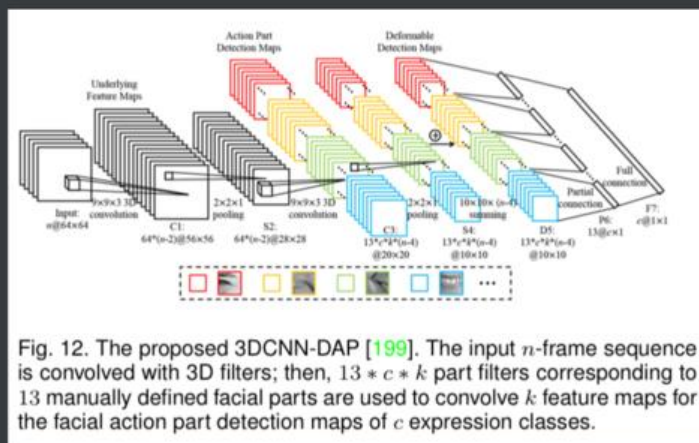 Action Part
Detection Maps
Deformable
Detection Maps
Underlying
Feature Maps
Input:
n@64×64
9×9×3 3D
convolution
C1:
64*(n-2)@56×56
2×2×1
pooling
S2:
64*(n-2)@28×28
9×9×3 3D
convolution
C3:
13*c*k*(n-4)
@20×20
2×2×1
pooling
S4:
13*c*k*(n-4)
@10×10
10×10× (n-4)
summing
D5:
13*c*k*(n-4)
@10×10
Partial
connection
P6:
13@c×1
Full
connection
F7:
c@1×1
Fig. 12. The proposed 3DCNN-DAP [199]. The input n-frame sequence
is convolved with 3D filters; then, 13 ∗ c ∗ k part filters corresponding to
13 manually defined facial parts are used to convolve k feature maps for
the facial action part detection maps of c expression classes.